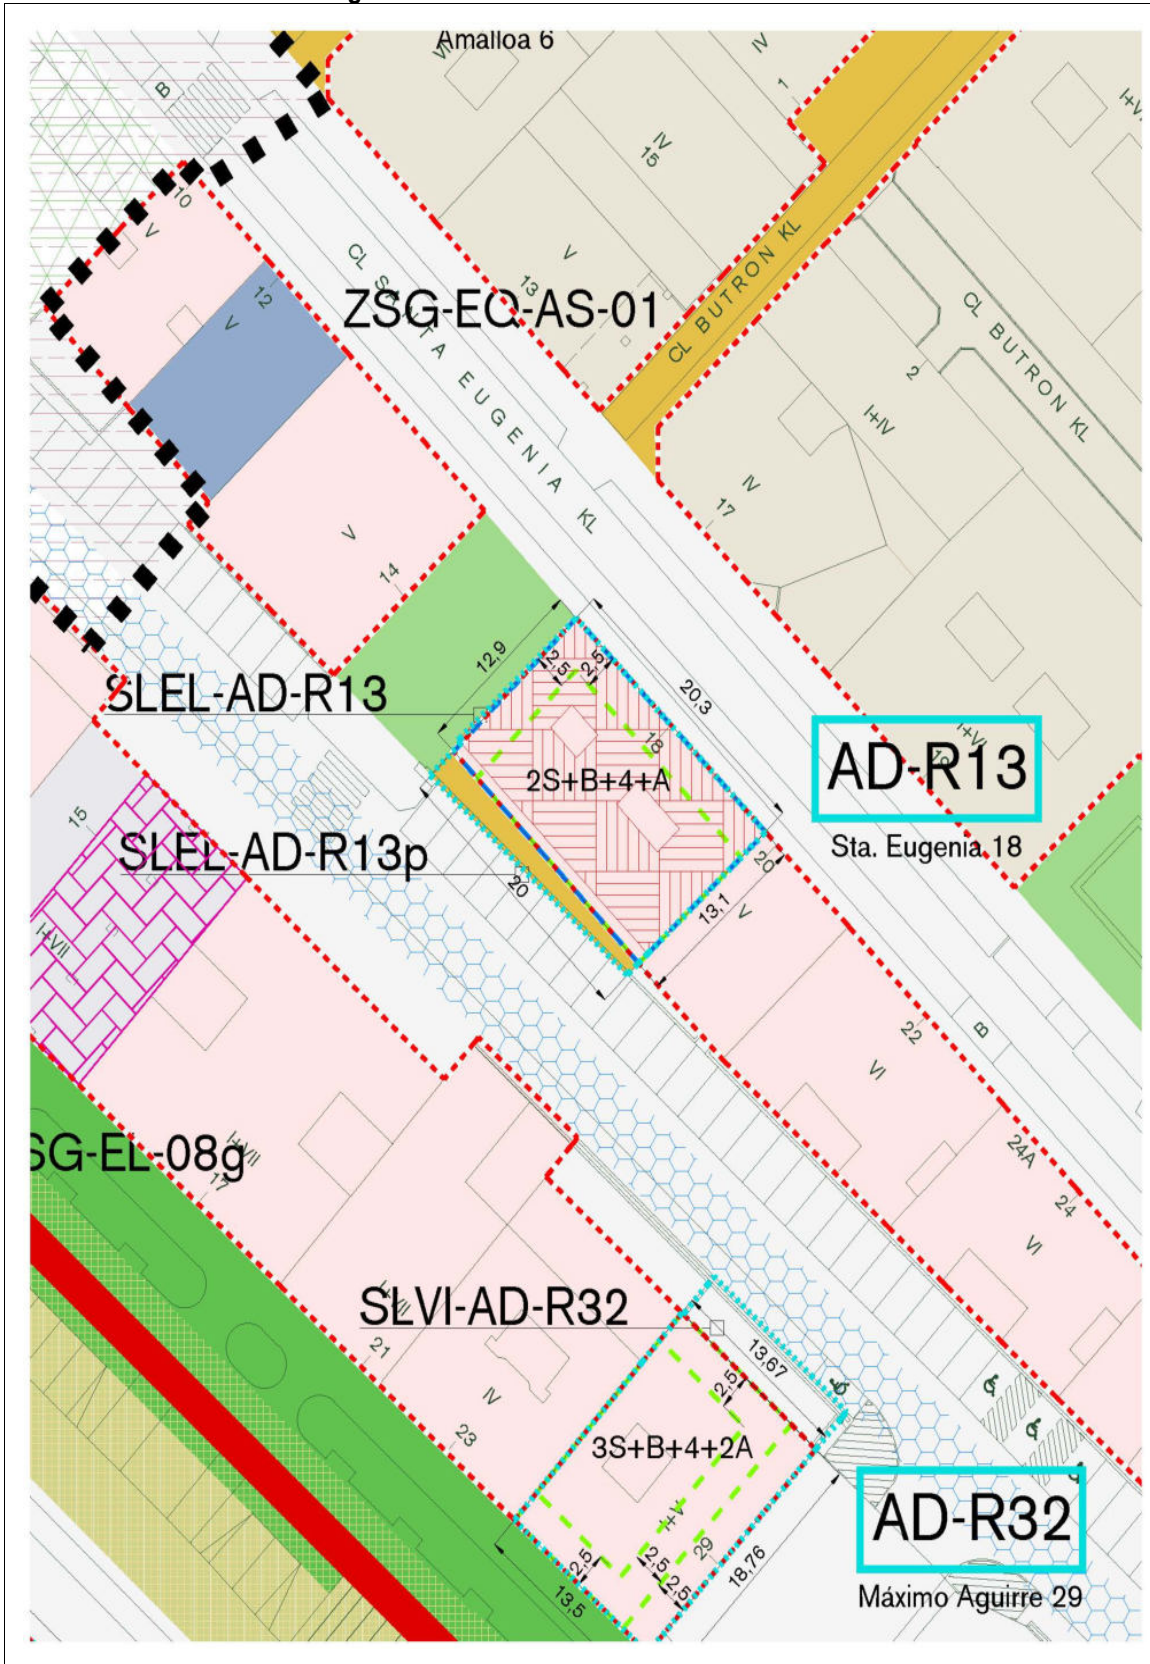 Amalloa 6
VII
IV
1
B
IV
15
10
V
V
13
CL SANTA EUGENIA KL
12
V
ZSG-EQ-AS-01
CL BUTRON KL
CL BUTRON KL
2
I+IV
IV
17
V
14
12,9
2,5
2,5
20,3
SLEL-AD-R13
18
2S+B+4+A
AD-R13
Sta. Eugenia 18
15
SLEL-AD-R13p
20
20
13,1
V
I+VII
22
VI
B
24A
24
VI
SG-EL-08g
I+VII
17
SLVI-AD-R32
I+VII
21
13,67
2,5
IV
23
3S+B+4+2A
I+V
29
2,5
2,5
2,5
13,5
18,76
AD-R32
Máximo Aguirre 29